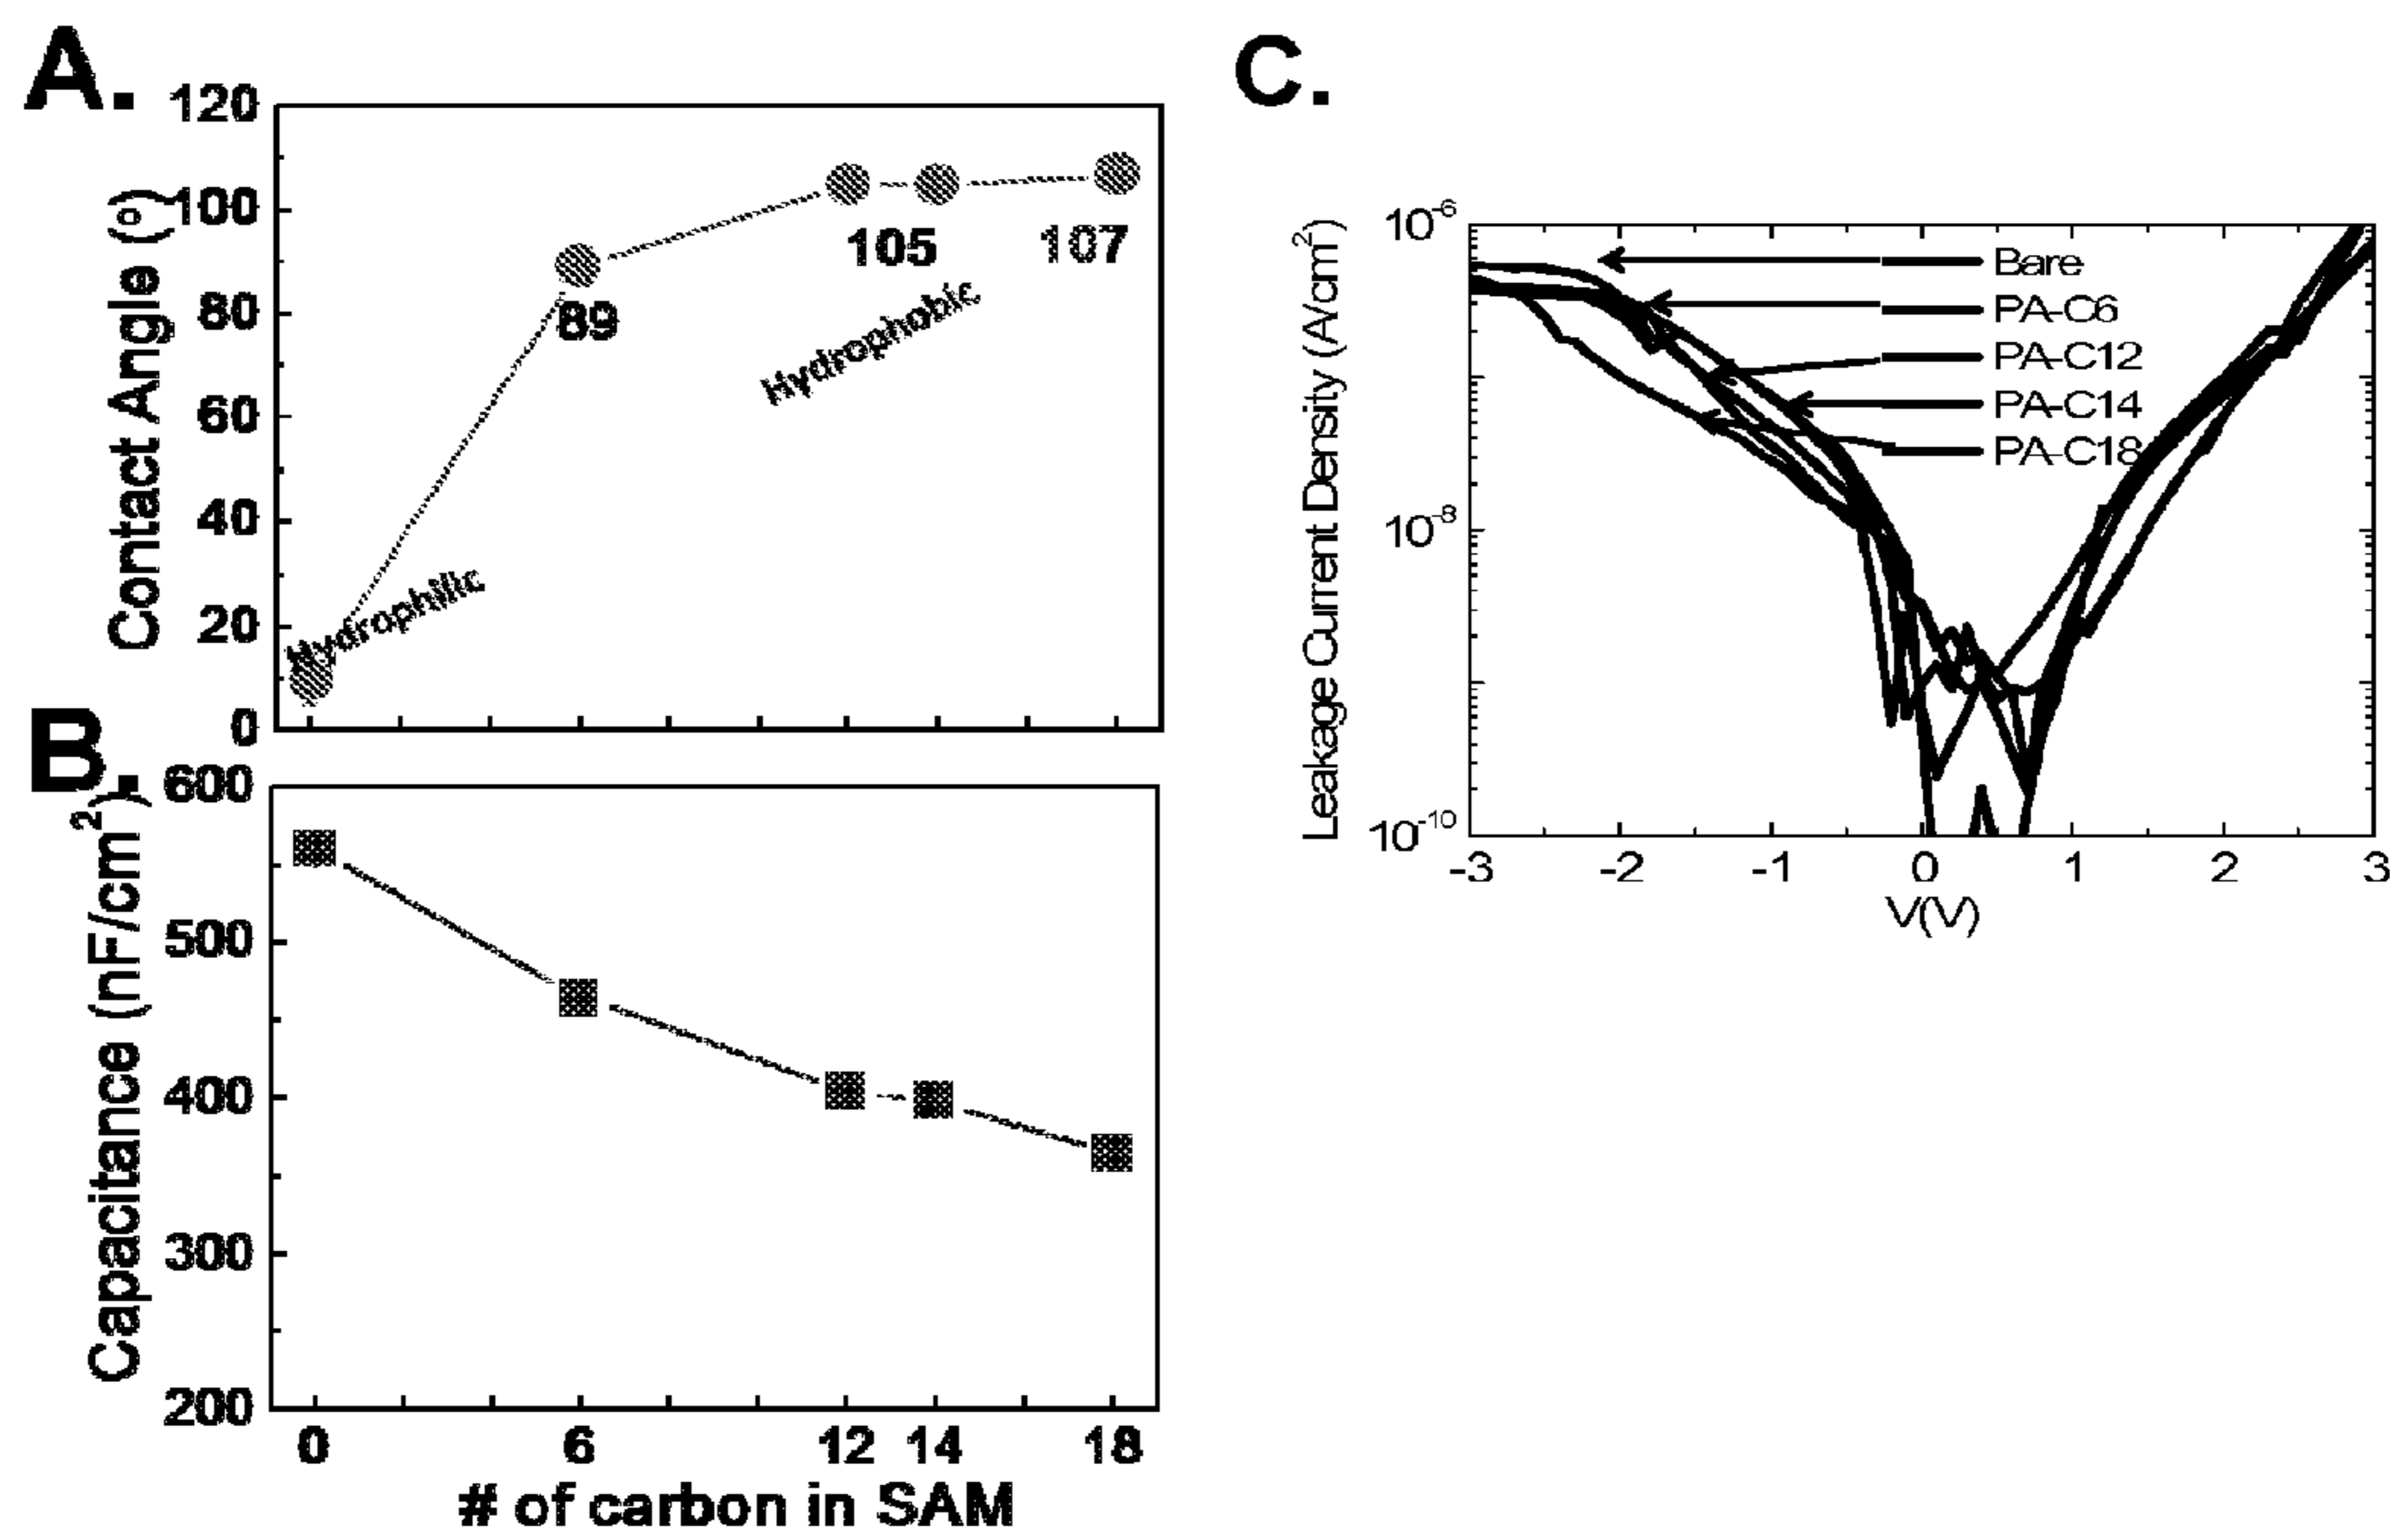 A.
120
100
80
60
40
20
0
Contact Angle (o)
89
105
107
Hydrophobic
Hydrophilic
B.
600
500
400
300
200
Capacitance (nF/cm2)
0 6 12 14 18
# of carbon in SAM
C.
10-6
10-8
10-10
Leakage Current Density (A/cm2)
Bare
PA-C6
PA-C12
PA-C14
PA-C18
-3 -2 -1 0 1 2 3
V(V)